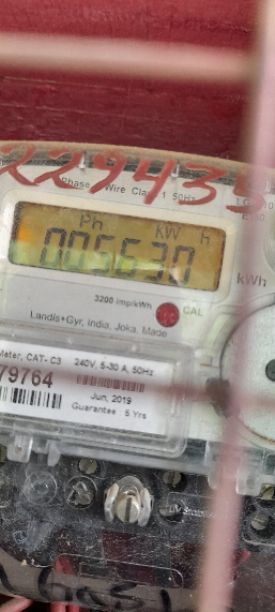 229435
Phase Wire Class 1 50Hz
Ph KW h
005630
kWh
3200 imp/kWh
CAL
Landis+Gyr, India, Joka, Made
Meter, CAT- C3 240V, 5-30 A, 50Hz
79764
Jun, 2019
Guarantee 5 Yrs